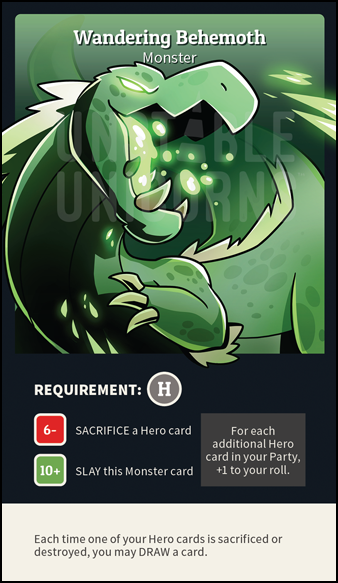 Wandering Behemoth
Monster
UNSTABLE
UNICORNS
REQUIREMENT: H
6- SACRIFICE a Hero card
10+ SLAY this Monster card
For each
additional Hero
card in your Party,
+1 to your roll.
Each time one of your Hero cards is sacrificed or
destroyed, you may DRAW a card.